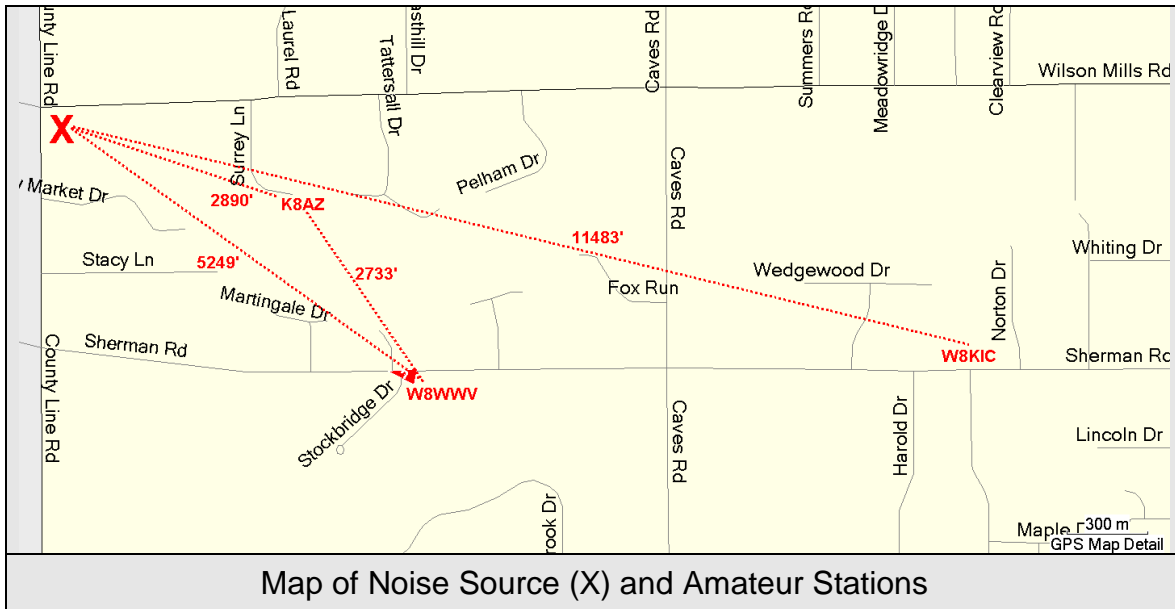 County Line Rd
Laurel Rd
asthill Dr
Tattersall Dr
Caves Rd
Summers Rd
Meadowridge D
Clearview Rd
Wilson Mills Rd
X
Surrey Ln
Pelham Dr
Caves Rd
y Market Dr
2890'
K8AZ
11483'
Whiting Dr
Stacy Ln
5249'
2733'
Wedgewood Dr
Norton Dr
Fox Run
Martingale Dr
Sherman Rd
W8KIC
Sherman Rd
County Line Rd
W8WWV
Stockbridge Dr
Caves Rd
Harold Dr
Lincoln Dr
rook Dr
Maple
300 m
GPS Map Detail
Map of Noise Source (X) and Amateur Stations